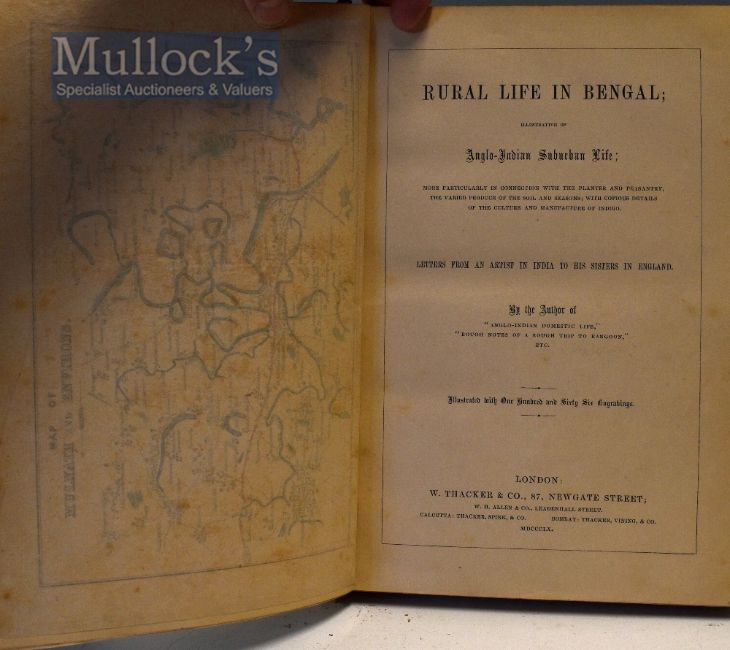 Mullock's
Specialist Auctioneers & Valuers
MAP OF
MULNATH AND ENVIRONS.
RURAL LIFE IN BENGAL;
ILLUSTRATIVE OF
Anglo-Indian Suburban Life;
MORE PARTICULARLY IN CONNECTION WITH THE PLANTER AND PEASANTRY,
THE VARIED PRODUCE OF THE SOIL AND SEASONS; WITH COPIOUS DETAILS
OF THE CULTURE AND MANUFACTURE OF INDIGO.
LETTERS FROM AN ARTIST IN INDIA TO HIS SISTERS IN ENGLAND.
By the Author of
"ANGLO-INDIAN DOMESTIC LIFE,"
"ROUGH NOTES OF A ROUGH TRIP TO RANGOON,"
ETC.
Illustrated with One Hundred and Sixty Six Engravings.
LONDON:
W. THACKER & CO., 87, NEWGATE STREET;
W. H. ALLEN & CO., LEADENHALL STREET.
CALCUTTA: THACKER, SPINK, & CO. BOMBAY: THACKER, VINING, & CO.
MDCCCLX.